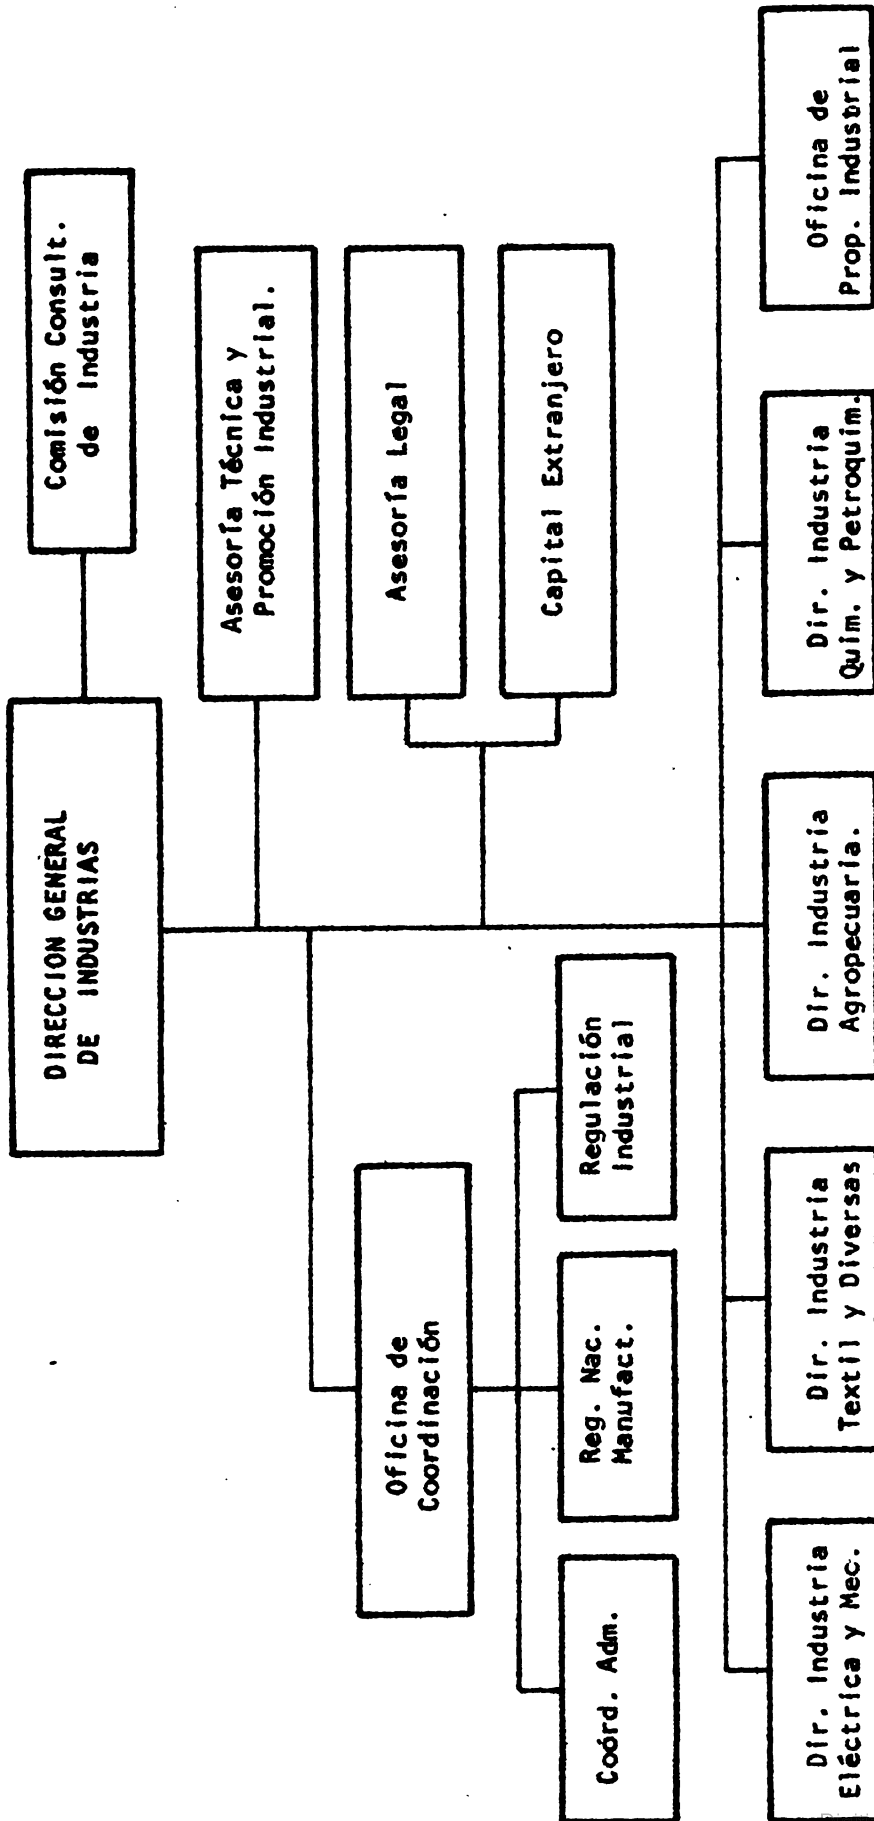 DIRECCION GENERAL
DE INDUSTRIAS
Comisión Consult.
de Industria
Asesoría Técnica y
Promoción Industrial.
Asesoría Legal
Capital Extranjero
Oficina de
Coordinación
Coórd. Adm.
Reg. Nac.
Manufact.
Regulación
Industrial
Dir. Industria
Eléctrica y Mec.
Dir. Industria
Textil y Diversas
Dir. Industria
Agropecuaria.
Dir. Industria
Quim. y Petroquim.
Oficina de
Prop. Industrial